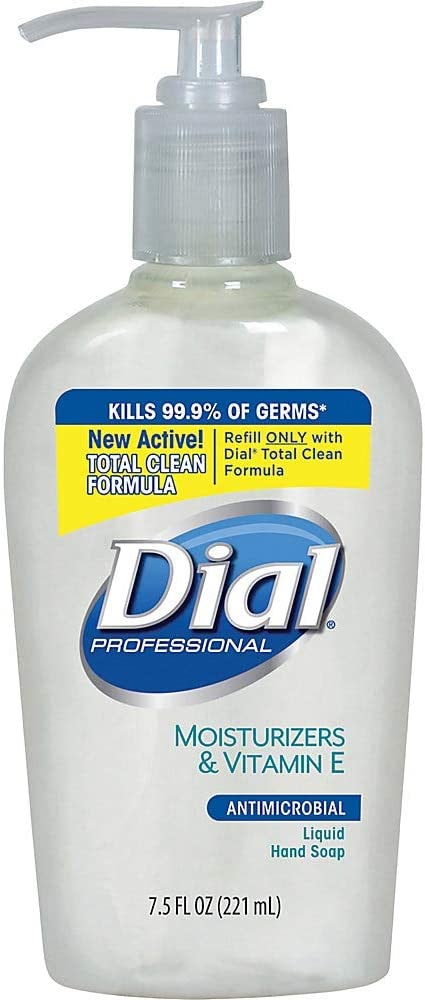 KILLS 99.9% OF GERMS*
New Active!
TOTAL CLEAN
FORMULA
Refill ONLY with
Dial® Total Clean
Formula
Dial®
PROFESSIONAL
MOISTURIZERS
& VITAMIN E
ANTIMICROBIAL
Liquid
Hand Soap
7.5 FL OZ (221 mL)